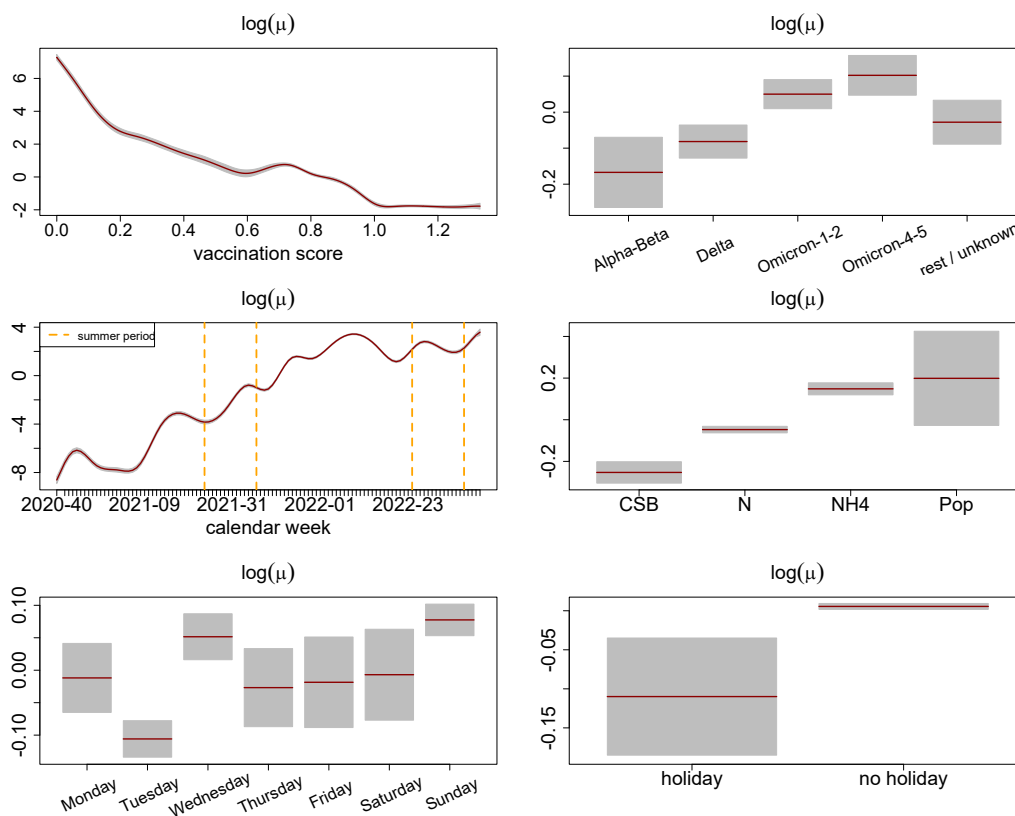 log(μ)
6
4
2
0
-2
0.0 0.2 0.4 0.6 0.8 1.0 1.2
vaccination score
log(μ)
0.0
-0.2
Alpha-Beta Delta Omicron-1-2 Omicron-4-5 rest / unknown
log(μ)
summer period
4
0
-4
-8
2020-40 2021-09 2021-31 2022-01 2022-23
calendar week
log(μ)
0.2
-0.2
CSB N NH4 Pop
log(μ)
0.10
0.00
-0.10
Monday Tuesday Wednesday Thursday Friday Saturday Sunday
log(μ)
-0.05
-0.15
holiday no holiday